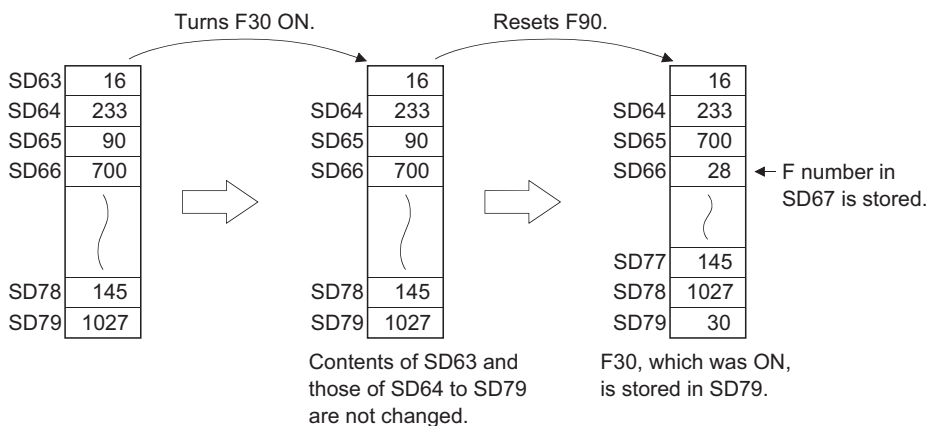 Turns F30 ON.
Resets F90.
SD63 16
SD64 233
SD65 90
SD66 700
SD78 145
SD79 1027
16
SD64 233
SD65 90
SD66 700
SD78 145
SD79 1027
Contents of SD63 and
those of SD64 to SD79
are not changed.
16
SD64 233
SD65 700
SD66 28
F number in
SD67 is stored.
SD77 145
SD78 1027
SD79 30
F30, which was ON,
is stored in SD79.